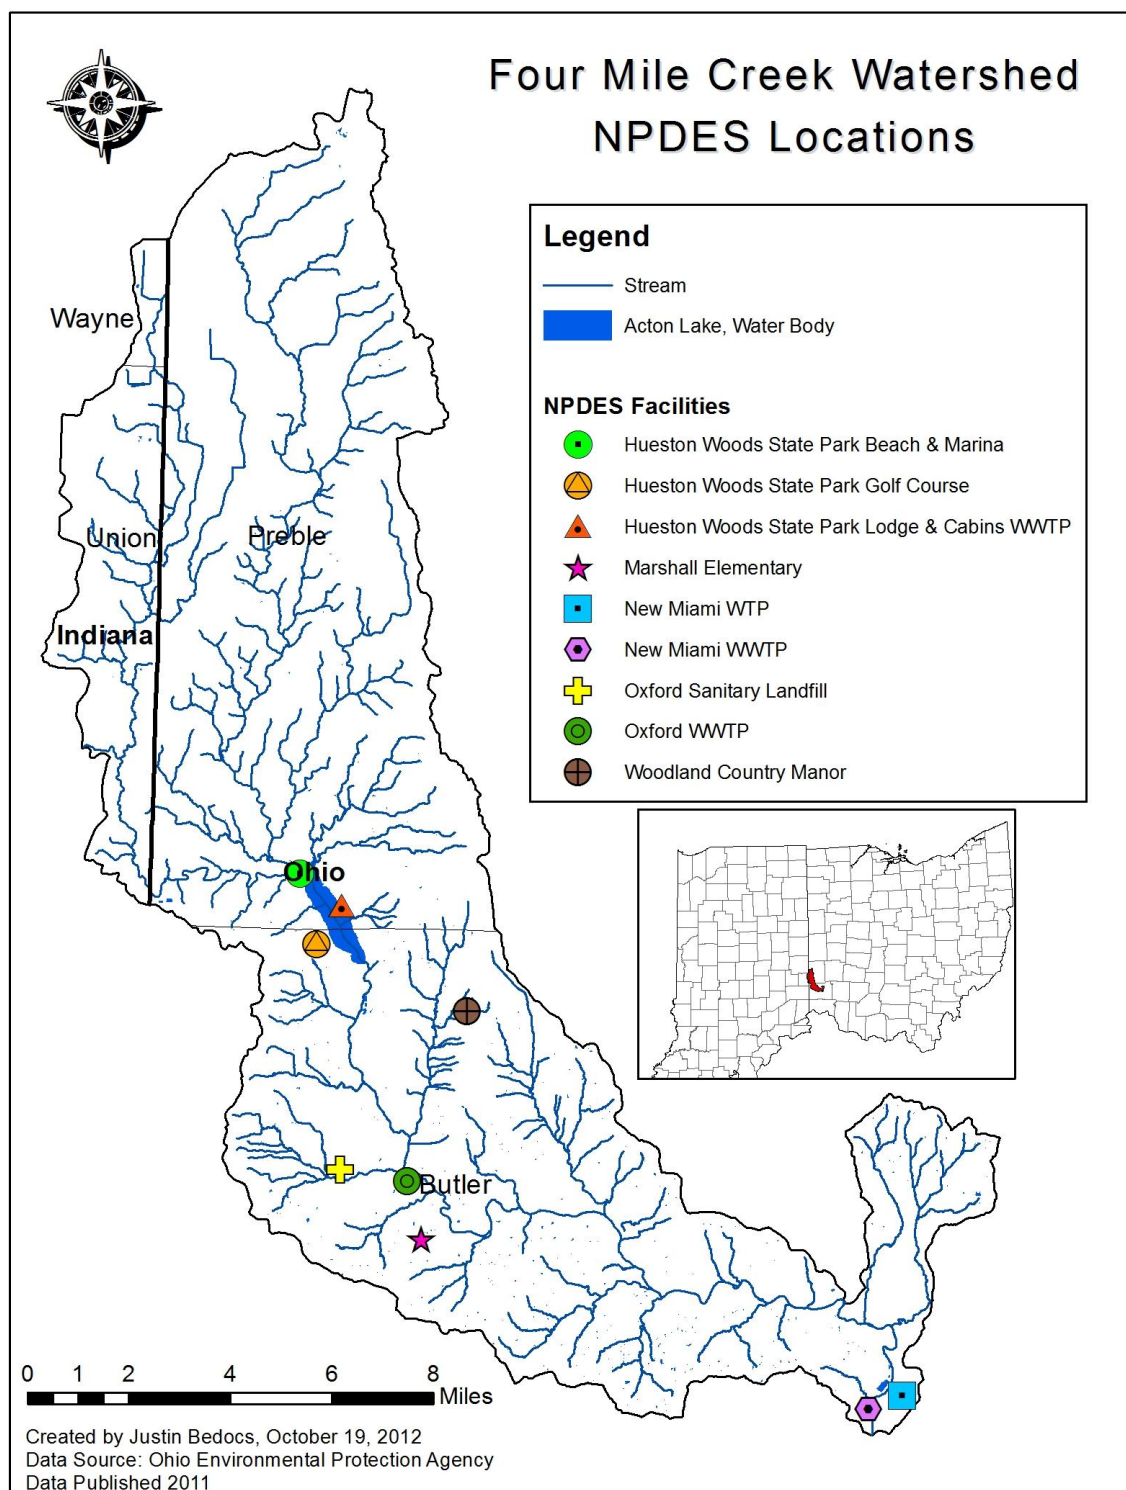 Four Mile Creek Watershed
NPDES Locations
Legend
Stream
Acton Lake, Water Body
NPDES Facilities
Hueston Woods State Park Beach & Marina
Hueston Woods State Park Golf Course
Hueston Woods State Park Lodge & Cabins WWTP
Marshall Elementary
New Miami WTP
New Miami WWTP
Oxford Sanitary Landfill
Oxford WWTP
Woodland Country Manor
Wayne
Union
Preble
Indiana
Ohio
Butler
0 1 2 4 6 8
Miles
Created by Justin Bedocs, October 19, 2012
Data Source: Ohio Environmental Protection Agency
Data Published 2011